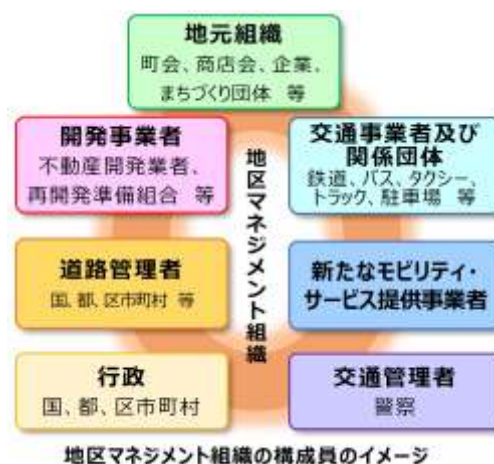 地元組織
町会、商店会、企業、
まちづくり団体 等
開発事業者
不動産開発業者、
再開発準備組合 等
交通事業者及び
関係団体
鉄道、バス、タクシー、
トラック、駐車場 等
地区マネジメント組織
道路管理者
国、都、区市町村 等
新たなモビリティ・
サービス提供事業者
行政
国、都、区市町村
交通管理者
警察
地区マネジメント組織の構成員のイメージ